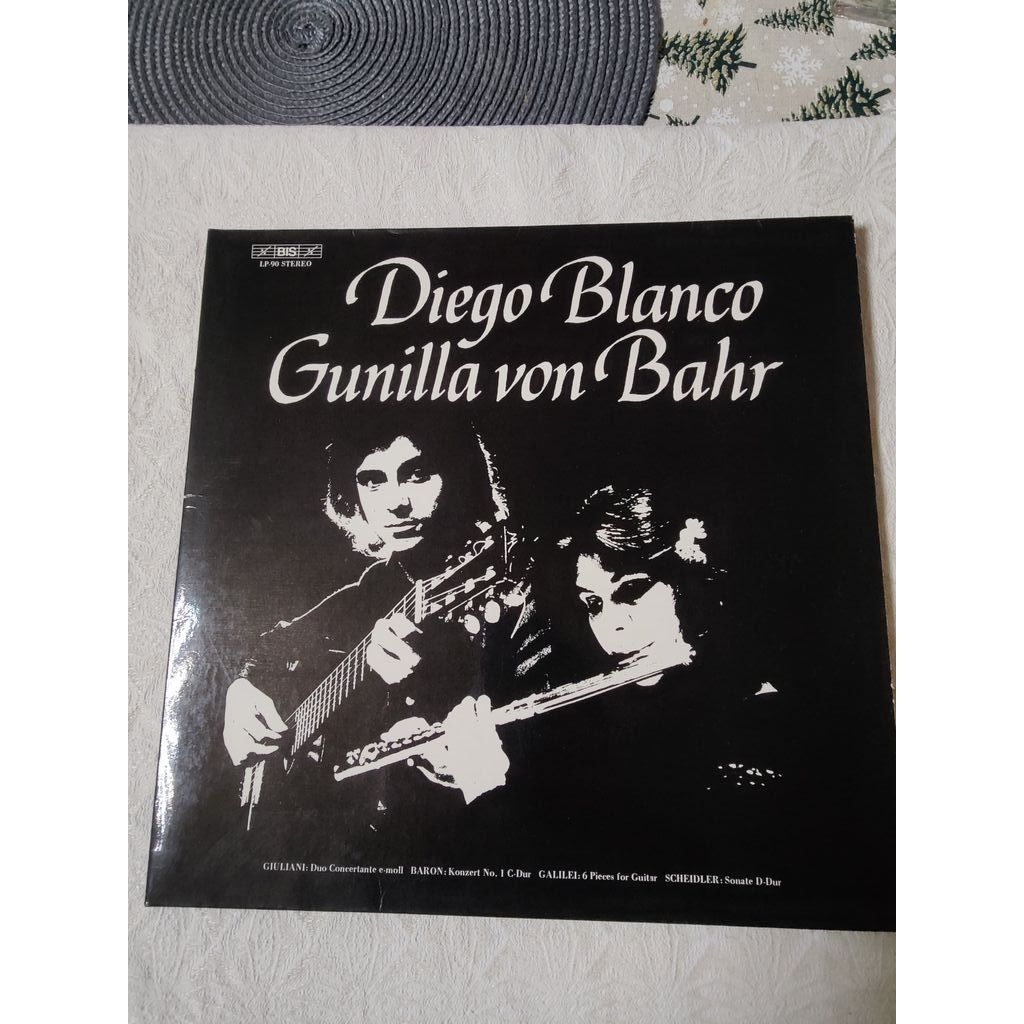 BIS
LP-90 STEREO
Diego Blanco
Gunilla von Bahr
GIULIANI: Duo Concertante e-moll BARON: Konzert No. 1 C-Dur GALILEI: 6 Pieces for Guitar SCHEIDLER: Sonate D-Dur